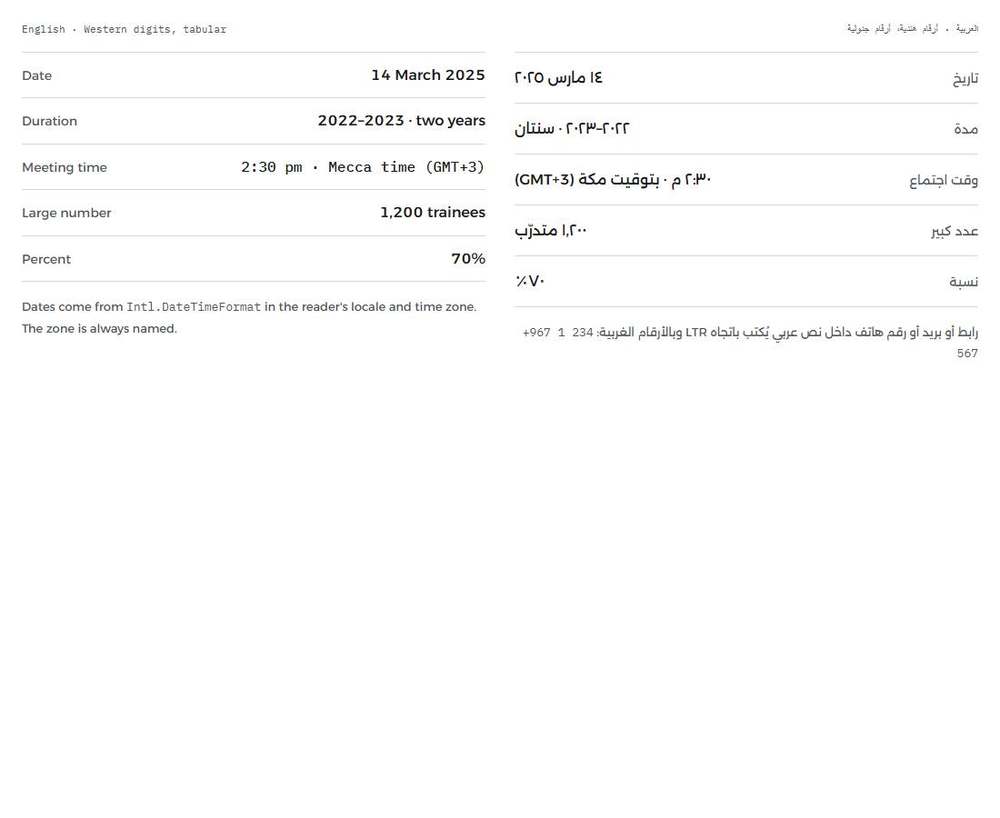 English · Western digits, tabular
Date
14 March 2025
Duration
2022–2023 · two years
Meeting time
2:30 pm · Mecca time (GMT+3)
Large number
1,200 trainees
Percent
70%
Dates come from Intl.DateTimeFormat in the reader's locale and time zone.
The zone is always named.
العربية · أرقام هندية، أرقام جدولية
تاريخ
١٤ مارس ٢٠٢٥
مدة
٢٠٢٢–٢٠٢٣ · سنتان
وقت اجتماع
٢:٣٠ م · بتوقيت مكة (GMT+3)
عدد كبير
١,٢٠٠ متدرّب
نسبة
٧٠٪
رابط أو بريد أو رقم هاتف داخل نص عربي يُكتب باتجاه LTR وبالأرقام الغربية: +967 1 234
567